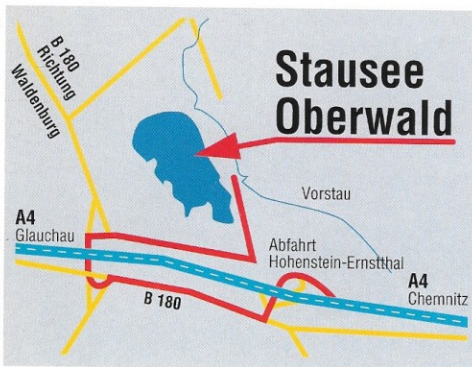 B 180
Richtung
Waldenburg
Stausee
Oberwald
Vorstau
A4
Glauchau
Abfahrt
Hohenstein-Ernstthal
A4
Chemnitz
B 180